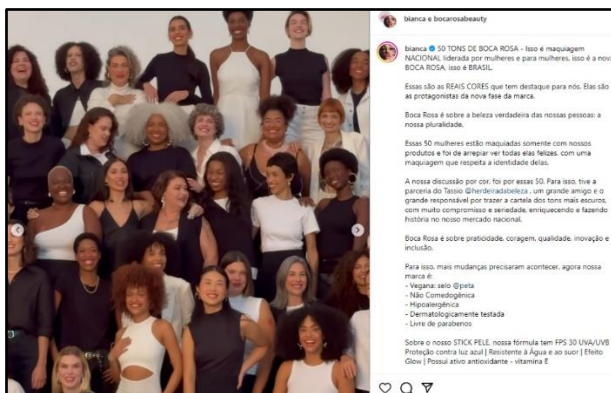 bianca e bocarosabeauty
bianca 50 TONS DE BOCA ROSA - Isso é maquiagem
NACIONAL liderada por mulheres e para mulheres, isso é a nova
BOCA ROSA, isso é BRASIL.
Essas são as REAIS CORES que tem destaque para nós. Elas são
as protagonistas da nova fase da marca.
Boca Rosa é sobre a beleza verdadeira das nossas pessoas: a
nossa pluralidade.
Essas 50 mulheres estão maquiadas somente com nossos
produtos e foi de arrepiar ver todas elas felizes, com uma
maquiagem que respeita a identidade delas.
A nossa discussão por cor, foi por essas 50. Para isso, tive a
parceria do Tassio @herdeiradabeleza , um grande amigo e o
grande responsável por trazer a cartela dos tons mais escuros,
com muito compromisso e seriedade, enriquecendo e fazendo
história no nosso mercado nacional.
Boca Rosa é sobre praticidade, coragem, qualidade, inovação e
inclusão.
Para isso, mais mudanças precisaram acontecer, agora nossa
marca é:
- Vegana: selo @peta
- Não Comedogênica
- Hipoalergênica
- Dermatologicamente testada
- Livre de parabenos
Sobre o nosso STICK PELE, nossa fórmula tem FPS 30 UVA/UVB
Proteção contra luz azul | Resistente à Água e ao suor | Efeito
Glow | Possui ativo antioxidante - vitamina E